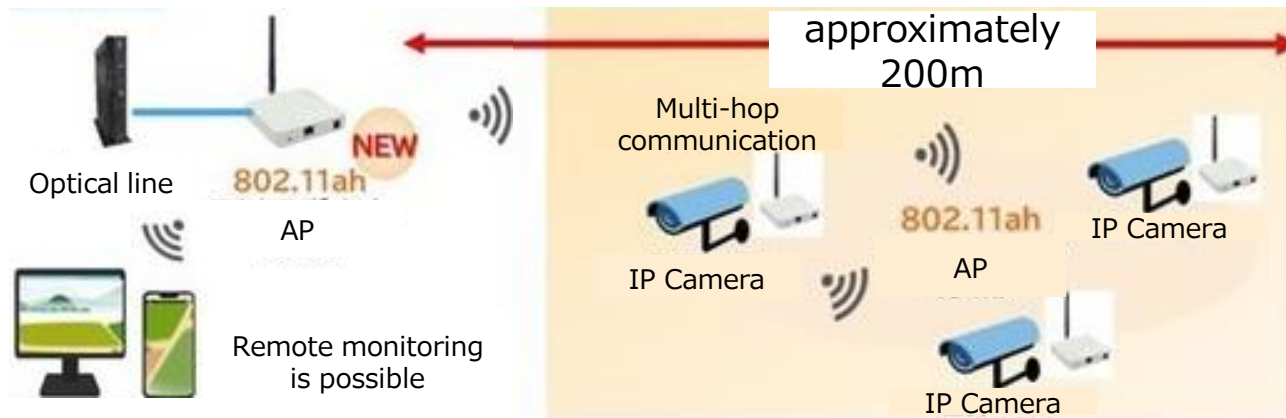 approximately
200m
Multi-hop
communication
NEW
Optical line
802.11ah
AP
802.11ah
AP
IP Camera
IP Camera
IP Camera
Remote monitoring
is possible